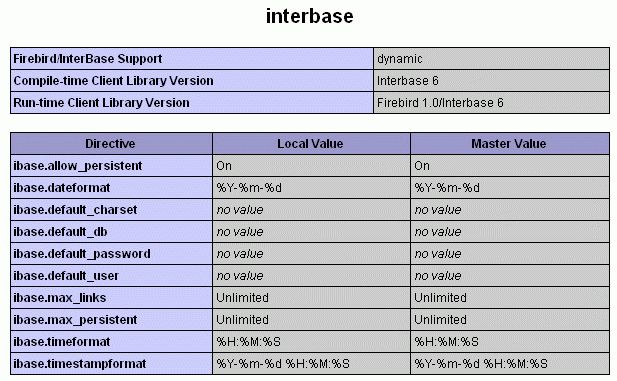 interbase
Firebird/InterBase Support dynamic
Compile-time Client Library Version Interbase 6
Run-time Client Library Version Firebird 1.0/Interbase 6
Directive Local Value Master Value
ibase.allow_persistent On On
ibase.dateformat %Y-%m-%d %Y-%m-%d
ibase.default_charset no value no value
ibase.default_db no value no value
ibase.default_password no value no value
ibase.default_user no value no value
ibase.max_links Unlimited Unlimited
ibase.max_persistent Unlimited Unlimited
ibase.timeformat %H:%M:%S %H:%M:%S
ibase.timestampformat %Y-%m-%d %H:%M:%S %Y-%m-%d %H:%M:%S